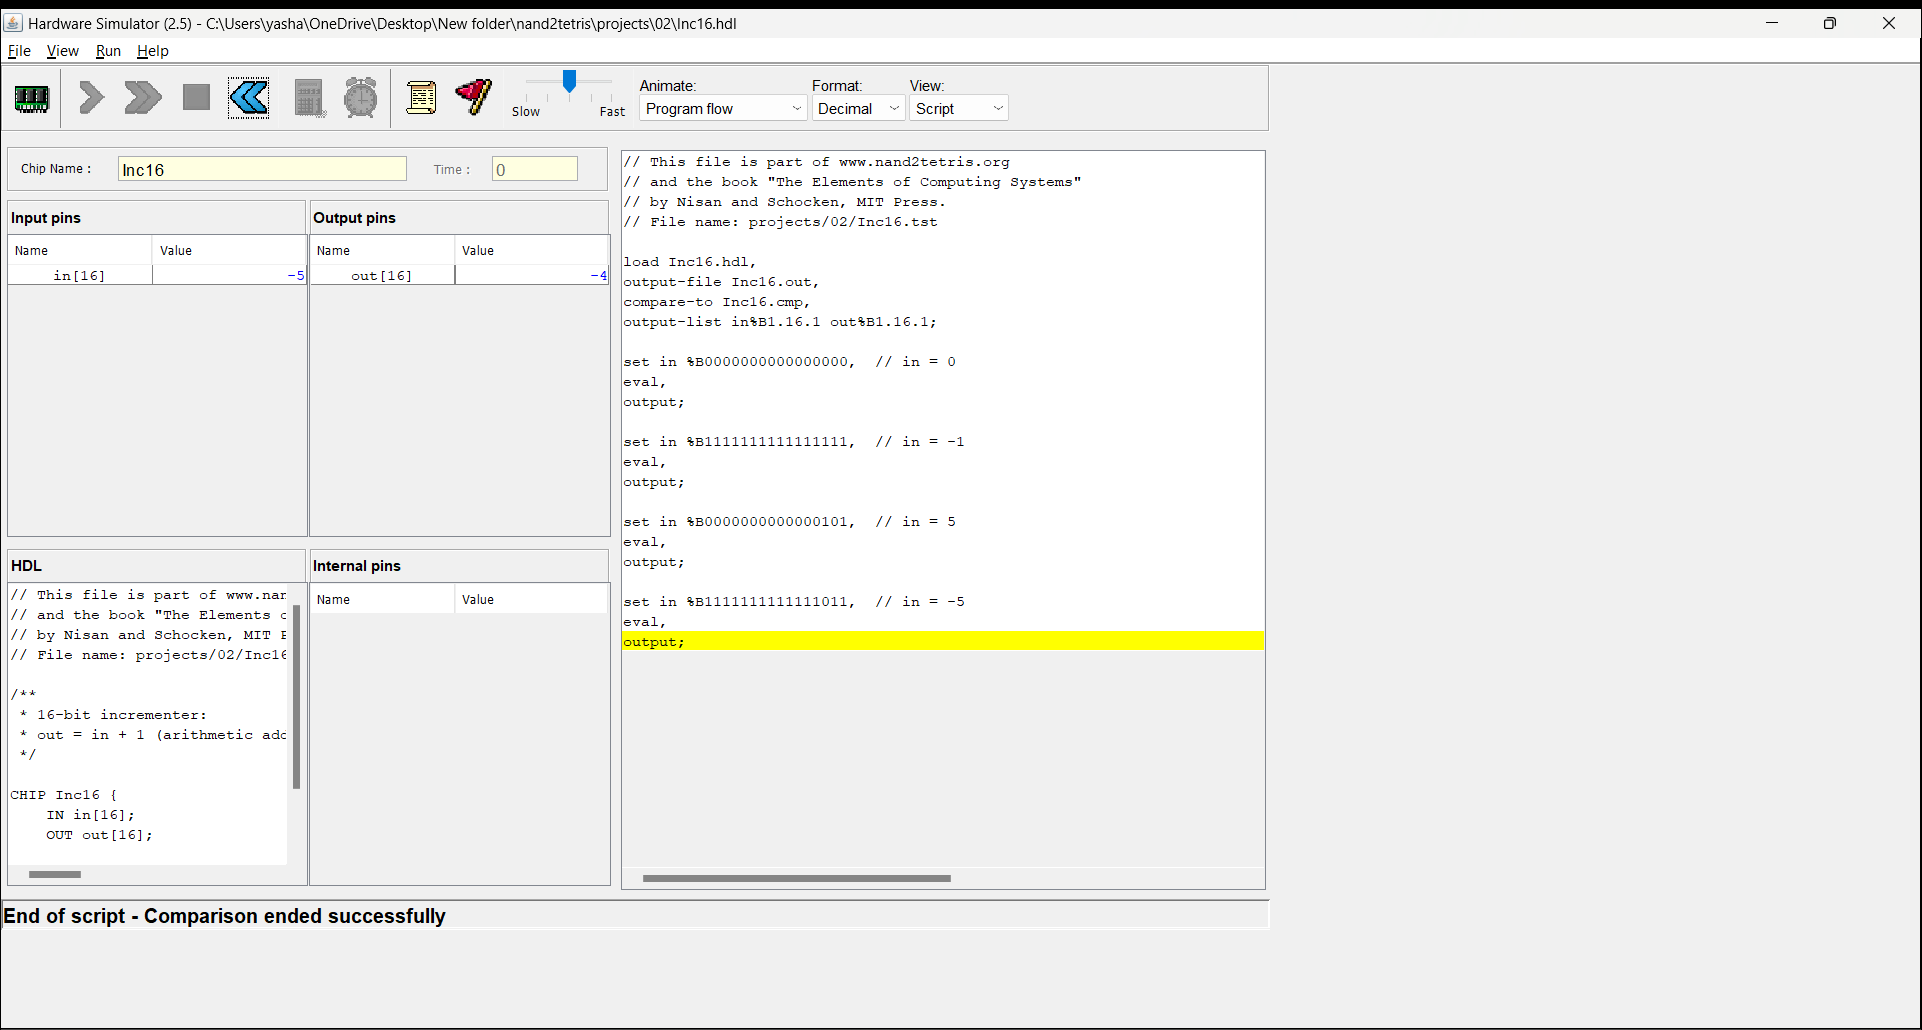 Hardware Simulator (2.5) - C:\Users\yasha\OneDrive\Desktop\New folder\nand2tetris\projects\02\Inc16.hdl
File View Run Help
Slow Fast
Animate: Format: View:
Program flow Decimal Script
Chip Name : Inc16 Time : 0
Input pins
Name Value
in[16] -5
Output pins
Name Value
out[16] -4
HDL
// This file is part of www.nan
// and the book "The Elements
// by Nisan and Schocken, MIT
// File name: projects/02/Inc16
/**
* 16-bit incrementer:
* out = in + 1 (arithmetic add
*/
CHIP Inc16 {
IN in[16];
OUT out[16];
Internal pins
Name Value
// This file is part of www.nand2tetris.org
// and the book "The Elements of Computing Systems"
// by Nisan and Schocken, MIT Press.
// File name: projects/02/Inc16.tst
load Inc16.hdl,
output-file Inc16.out,
compare-to Inc16.cmp,
output-list in%B1.16.1 out%B1.16.1;
set in %B0000000000000000, // in = 0
eval,
output;
set in %B1111111111111111, // in = -1
eval,
output;
set in %B0000000000000101, // in = 5
eval,
output;
set in %B1111111111111011, // in = -5
eval,
output;
End of script - Comparison ended successfully